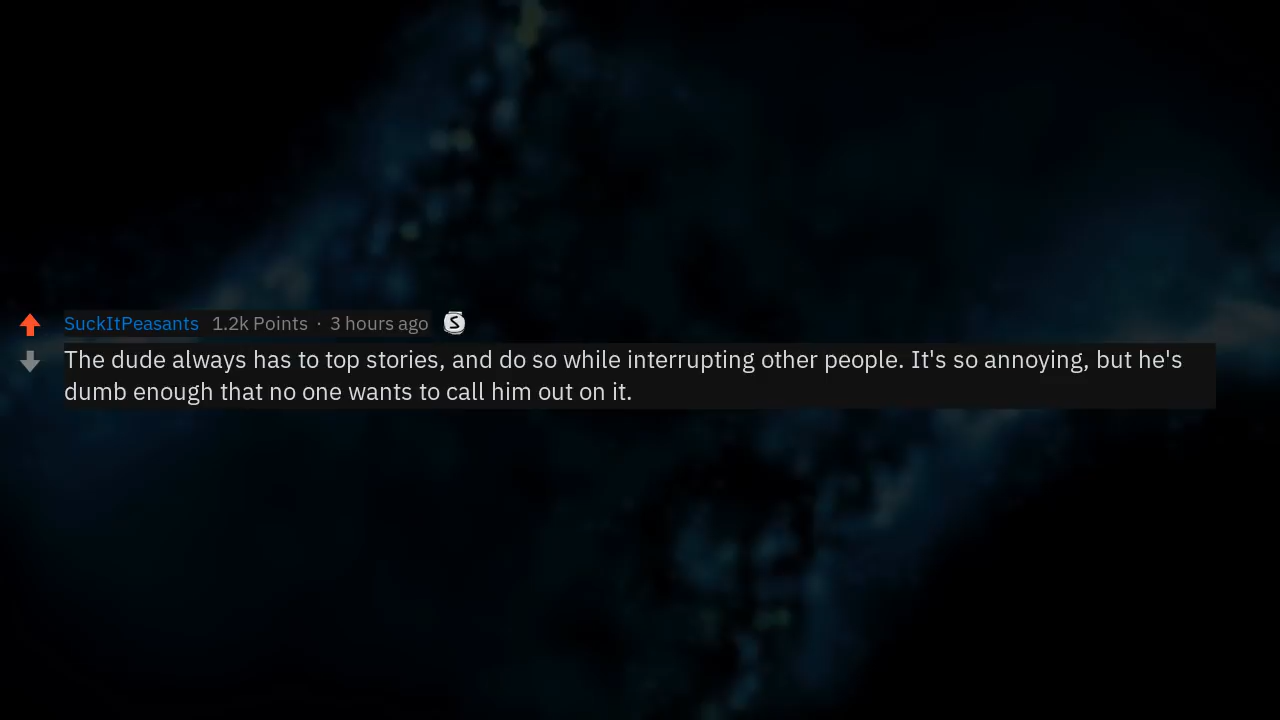 SuckItPeasants 1.2k Points · 3 hours ago S
The dude always has to top stories, and do so while interrupting other people. It's so annoying, but he's
dumb enough that no one wants to call him out on it.